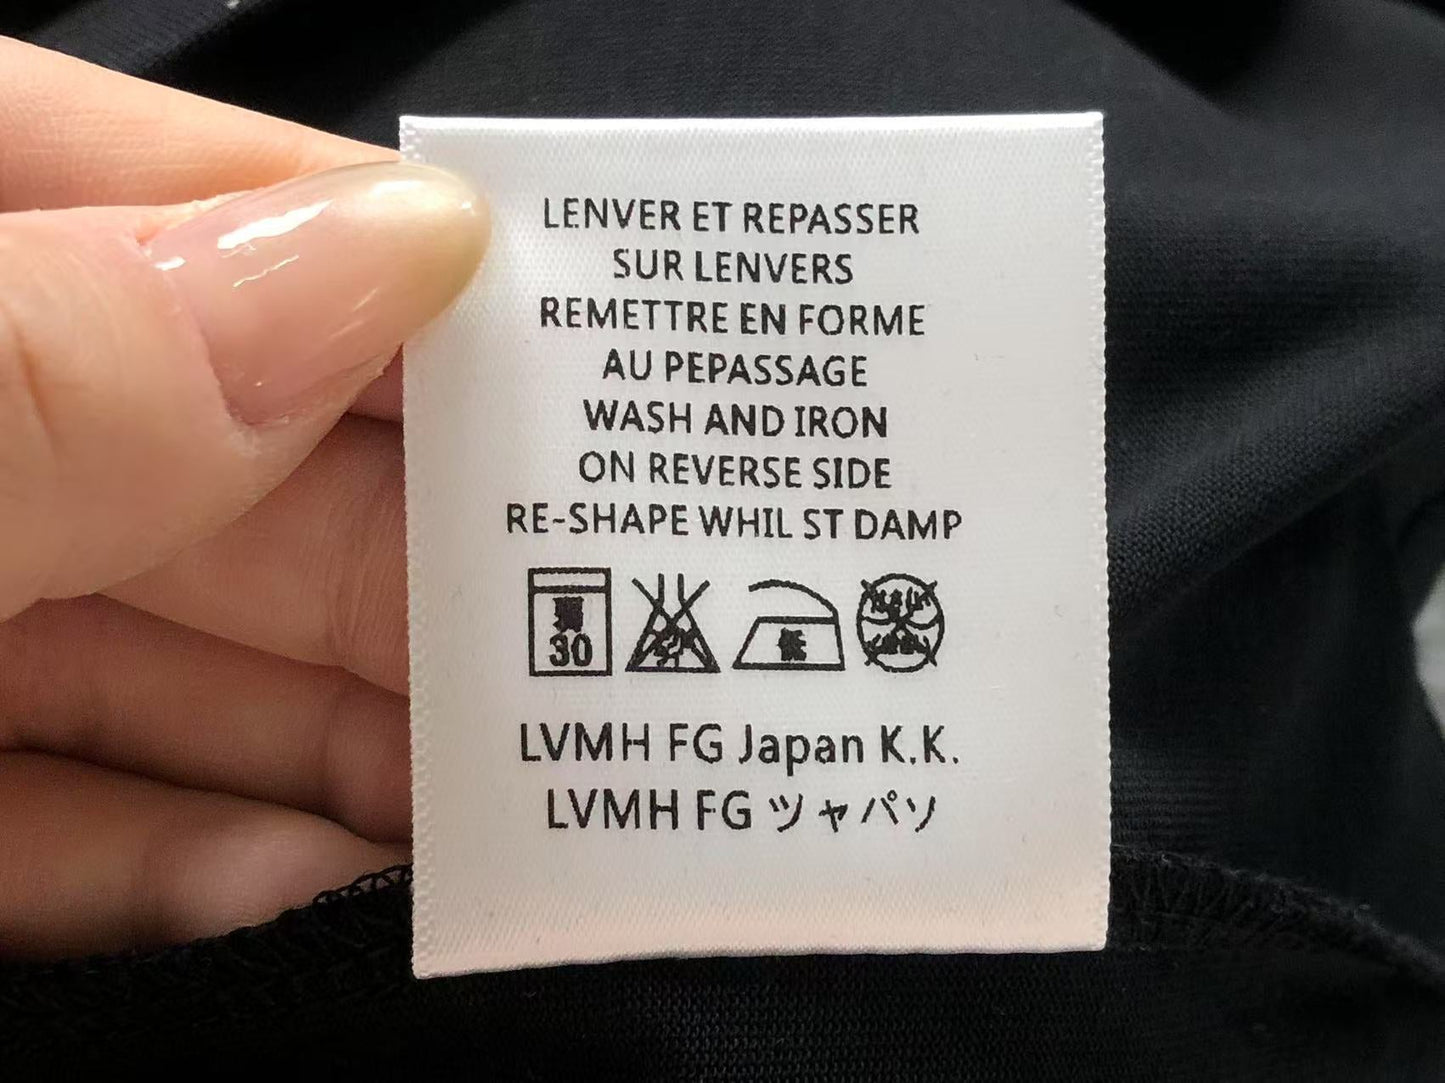 LENVER ET REPASSER
SUR LENVERS
REMETTRE EN FORME
AU PEPASSAGE
WASH AND IRON
ON REVERSE SIDE
RE-SHAPE WHIL ST DAMP
30
LVMH FG Japan K.K.
LVMH FG ツャパソ